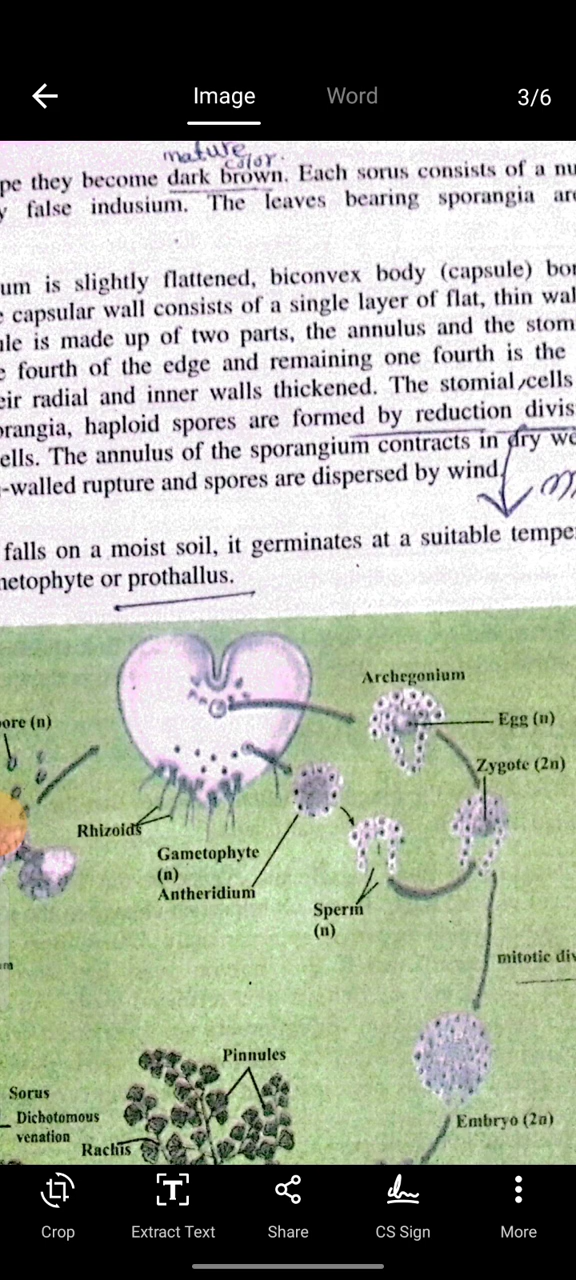 Image
Word
3/6
mature
color.
pe they become dark brown. Each sorus consists of a nu
y false indusium. The leaves bearing sporangia ar
um is slightly flattened, biconvex body (capsule) bor
e capsular wall consists of a single layer of flat, thin wal
le is made up of two parts, the annulus and the stom
e fourth of the edge and remaining one fourth is the
eir radial and inner walls thickened. The stomial cells
orangia, haploid spores are formed by reduction divis
ells. The annulus of the sporangium contracts in dry we
-walled rupture and spores are dispersed by wind.
falls on a moist soil, it germinates at a suitable tempe
metophyte or prothallus.
Archegonium
ore (n)
Egg (n)
Zygote (2n)
Rhizoids
Gametophyte
(n)
Antheridium
Sperm
(n)
mitotic div
m
Pinnules
Sorus
Dichotomous
venation
Rachis
Embryo (2n)
Crop
Extract Text
Share
CS Sign
More